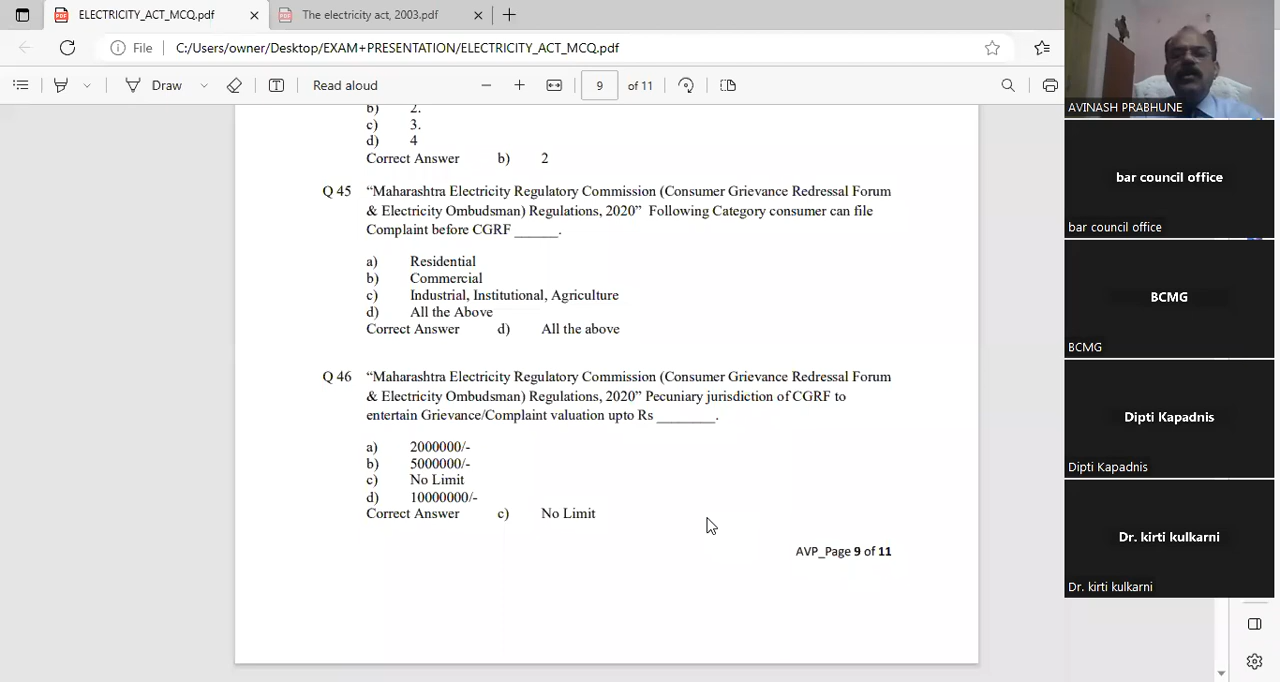 ELECTRICITY_ACT_MCQ.pdf
The electricity act, 2003.pdf
File
C:/Users/owner/Desktop/EXAM+PRESENTATION/ELECTRICITY_ACT_MCQ.pdf
Draw
Read aloud
9 of 11
b) 2.
c) 3.
d) 4
Correct Answer b) 2
Q 45 “Maharashtra Electricity Regulatory Commission (Consumer Grievance Redressal Forum
& Electricity Ombudsman) Regulations, 2020” Following Category consumer can file
Complaint before CGRF ______.
a) Residential
b) Commercial
c) Industrial, Institutional, Agriculture
d) All the Above
Correct Answer d) All the above
Q 46 “Maharashtra Electricity Regulatory Commission (Consumer Grievance Redressal Forum
& Electricity Ombudsman) Regulations, 2020” Pecuniary jurisdiction of CGRF to
entertain Grievance/Complaint valuation upto Rs ________.
a) 2000000/-
b) 5000000/-
c) No Limit
d) 10000000/-
Correct Answer c) No Limit
AVP_Page 9 of 11
AVINASH PRABHUNE
bar council office
bar council office
BCMG
BCMG
Dipti Kapadnis
Dipti Kapadnis
Dr. kirti kulkarni
Dr. kirti kulkarni